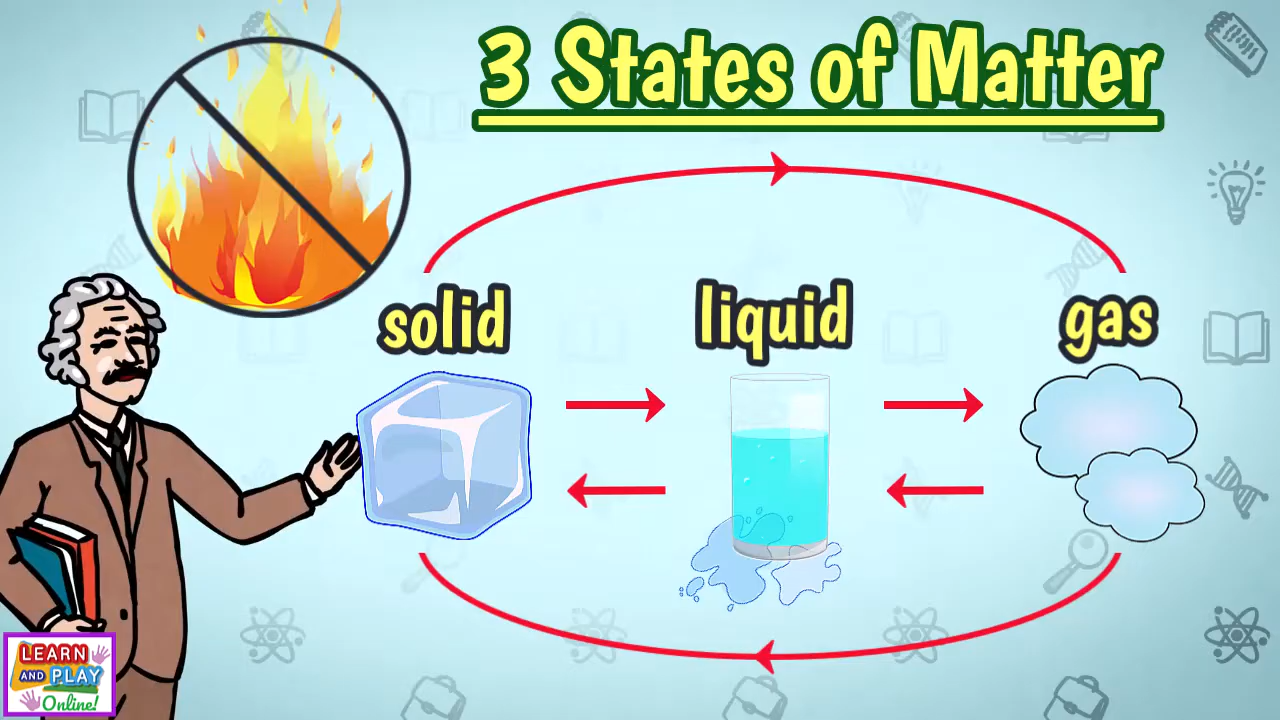 3 States of Matter
solid
liquid
gas
LEARN
AND PLAY
Online!